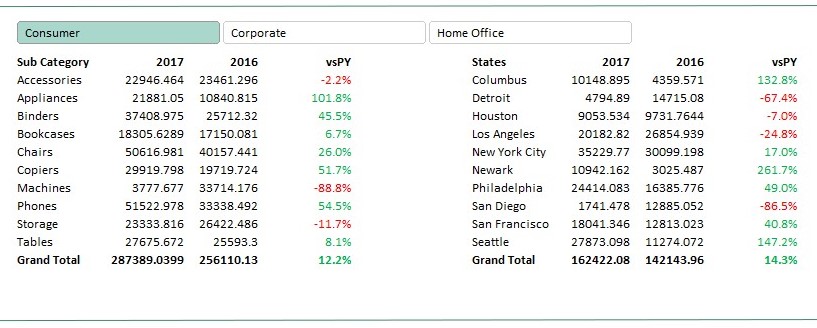 Consumer Corporate Home Office
Sub Category 2017 2016 vsPY States 2017 2016 vsPY
Accessories 22946.464 23461.296 -2.2% Columbus 10148.895 4359.571 132.8%
Appliances 21881.05 10840.815 101.8% Detroit 4794.89 14715.08 -67.4%
Binders 37408.975 25712.32 45.5% Houston 9053.534 9731.7644 -7.0%
Bookcases 18305.6289 17150.081 6.7% Los Angeles 20182.82 26854.939 -24.8%
Chairs 50616.981 40157.441 26.0% New York City 35229.77 30099.198 17.0%
Copiers 29919.798 19719.724 51.7% Newark 10942.162 3025.487 261.7%
Machines 3777.677 33714.176 -88.8% Philadelphia 24414.083 16385.776 49.0%
Phones 51522.978 33338.492 54.5% San Diego 1741.478 12885.052 -86.5%
Storage 23333.816 26422.486 -11.7% San Francisco 18041.346 12813.023 40.8%
Tables 27675.672 25593.3 8.1% Seattle 27873.098 11274.072 147.2%
Grand Total 287389.0399 256110.13 12.2% Grand Total 162422.08 142143.96 14.3%